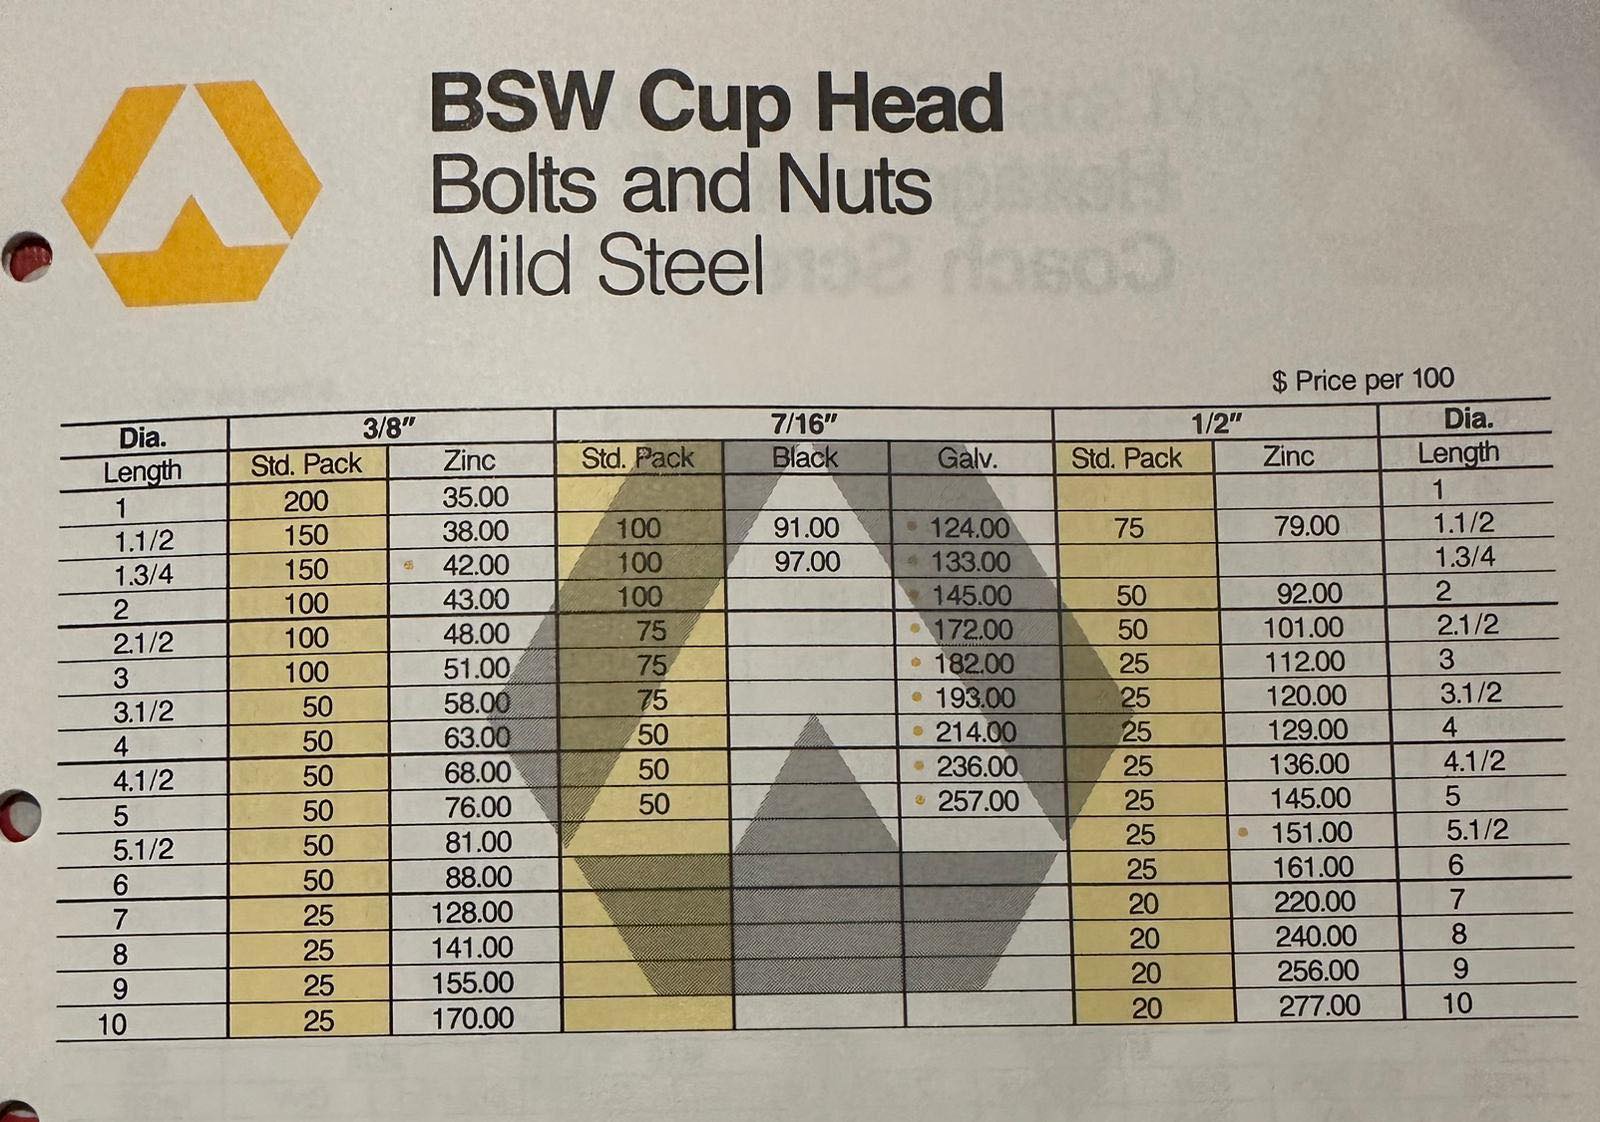 BSW Cup Head
Bolts and Nuts
Mild Steel
$ Price per 100
Dia. 3/8″ 7/16″ 1/2″ Dia.
Length Std. Pack Zinc Std. Pack Black Galv. Std. Pack Zinc Length
1 200 35.00 1
1.1/2 150 38.00 100 91.00 • 124.00 75 79.00 1.1/2
1.3/4 150 • 42.00 100 97.00 • 133.00 1.3/4
2 100 43.00 100 • 145.00 50 92.00 2
2.1/2 100 48.00 75 • 172.00 50 101.00 2.1/2
3 100 51.00 75 • 182.00 25 112.00 3
3.1/2 50 58.00 75 • 193.00 25 120.00 3.1/2
4 50 63.00 50 • 214.00 25 129.00 4
4.1/2 50 68.00 50 • 236.00 25 136.00 4.1/2
5 50 76.00 50 • 257.00 25 145.00 5
5.1/2 50 81.00 25 • 151.00 5.1/2
6 50 88.00 25 161.00 6
7 25 128.00 20 220.00 7
8 25 141.00 20 240.00 8
9 25 155.00 20 256.00 9
10 25 170.00 20 277.00 10